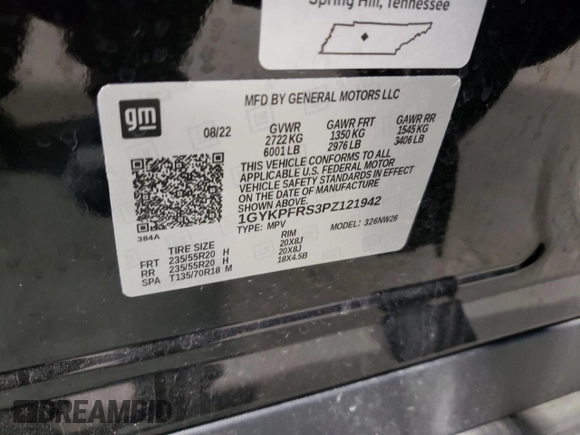 Spring Hill, Tennessee
gm
MFD BY GENERAL MOTORS LLC
08/22 GVWR GAWR FRT GAWR RR
2722 KG 1350 KG 1545 KG
6001 LB 2976 LB 3406 LB
THIS VEHICLE CONFORMS TO ALL
APPLICABLE U.S. FEDERAL MOTOR
VEHICLE SAFETY STANDARDS IN EFFECT
ON THE DATE OF MANUFACTURE
SHOWN ABOVE.
1GYKPFRS3PZ121942
TYPE: MPV MODEL: 326NW26
384A
TIRE SIZE RIM
FRT 235/55R20 H 20X8J
RR 235/55R20 H 20X8J
SPA T135/70R18 M 18X4.5B
DREAMBID